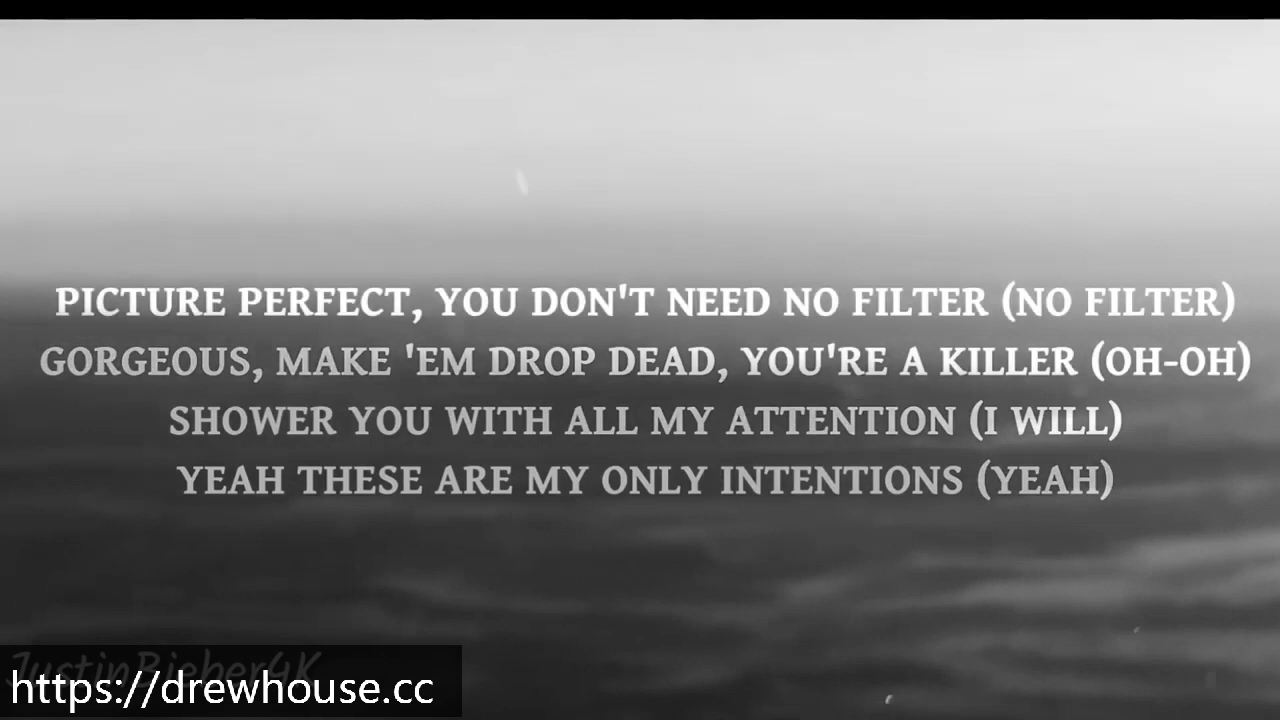 PICTURE PERFECT, YOU DON'T NEED NO FILTER (NO FILTER)
GORGEOUS, MAKE 'EM DROP DEAD, YOU'RE A KILLER (OH-OH)
SHOWER YOU WITH ALL MY ATTENTION (I WILL)
YEAH THESE ARE MY ONLY INTENTIONS (YEAH)
JustinBieber4K
https://drewhouse.cc